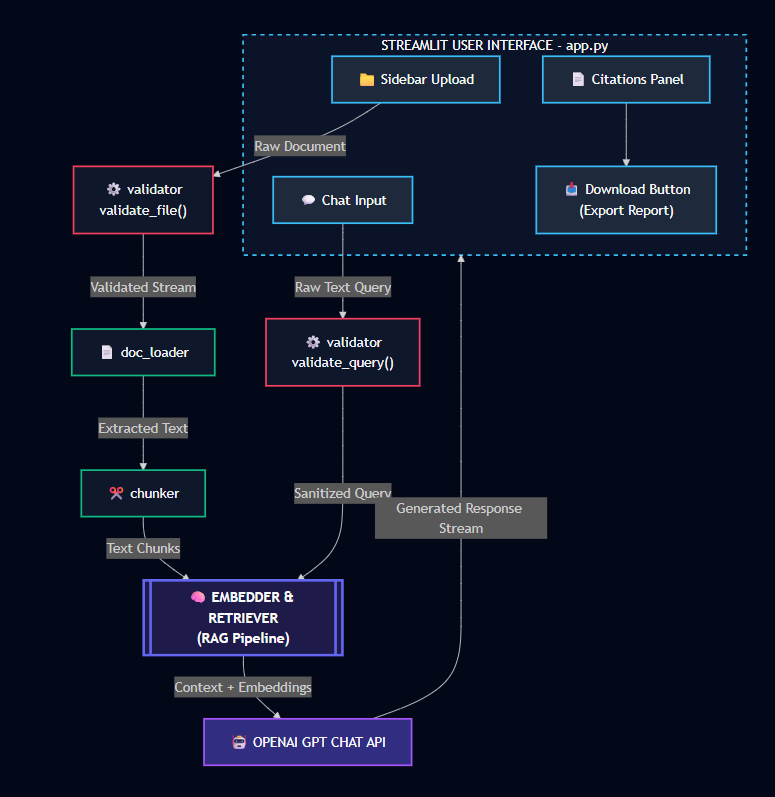 STREAMLIT USER INTERFACE - app.py
📁 Sidebar Upload
📄 Citations Panel
Raw Document
⚙️ validator
validate_file()
💬 Chat Input
📥 Download Button
(Export Report)
Validated Stream
Raw Text Query
📄 doc_loader
⚙️ validator
validate_query()
Extracted Text
✂️ chunker
Sanitized Query
Generated Response
Stream
Text Chunks
🧠 EMBEDDER &
RETRIEVER
(RAG Pipeline)
Context + Embeddings
🤖 OPENAI GPT CHAT API